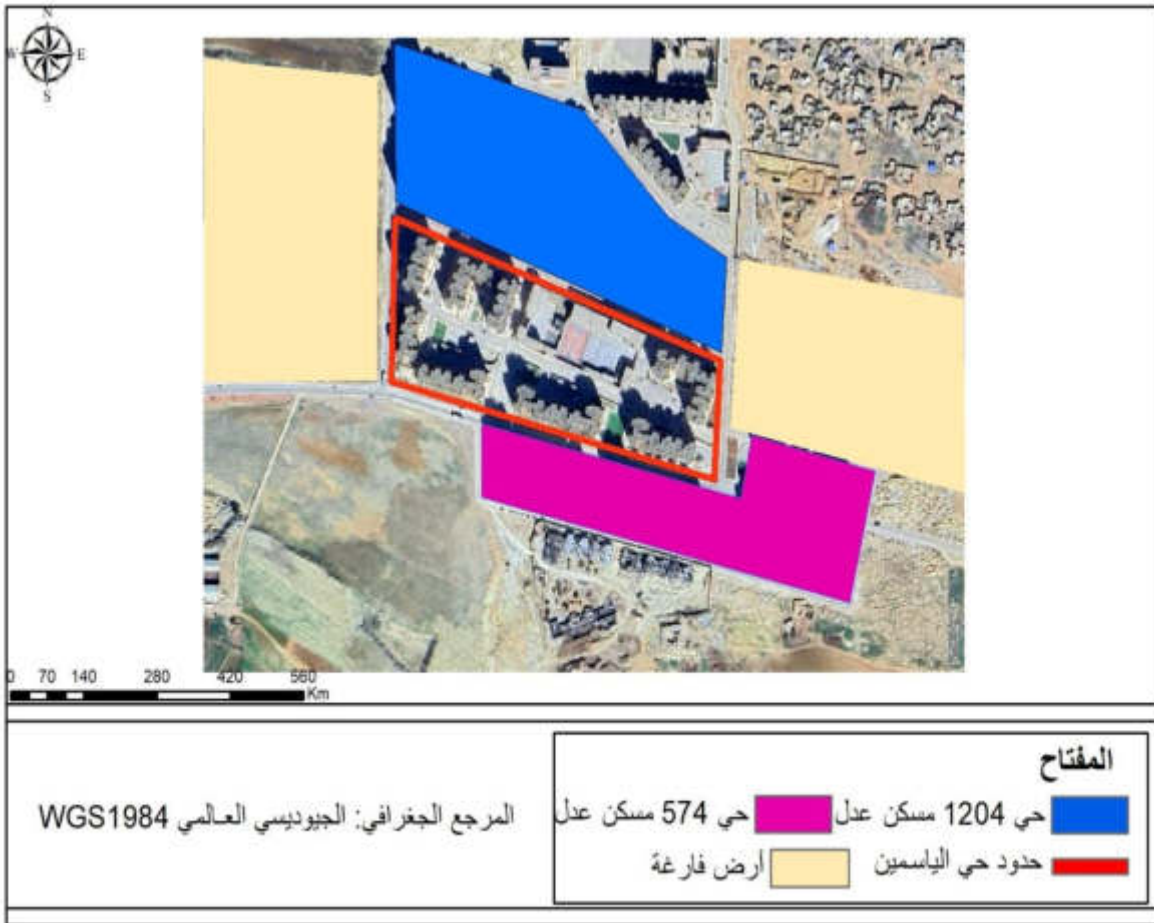 N
W E
S
0 70 140 280 420 560
Km
المفتاح
حي 1204 مسكن عدل
حي 574 مسكن عدل
حدود حي الياسمين
أرض فارغة
المرجع الجغرافي: الجيوديسي العالمي WGS1984